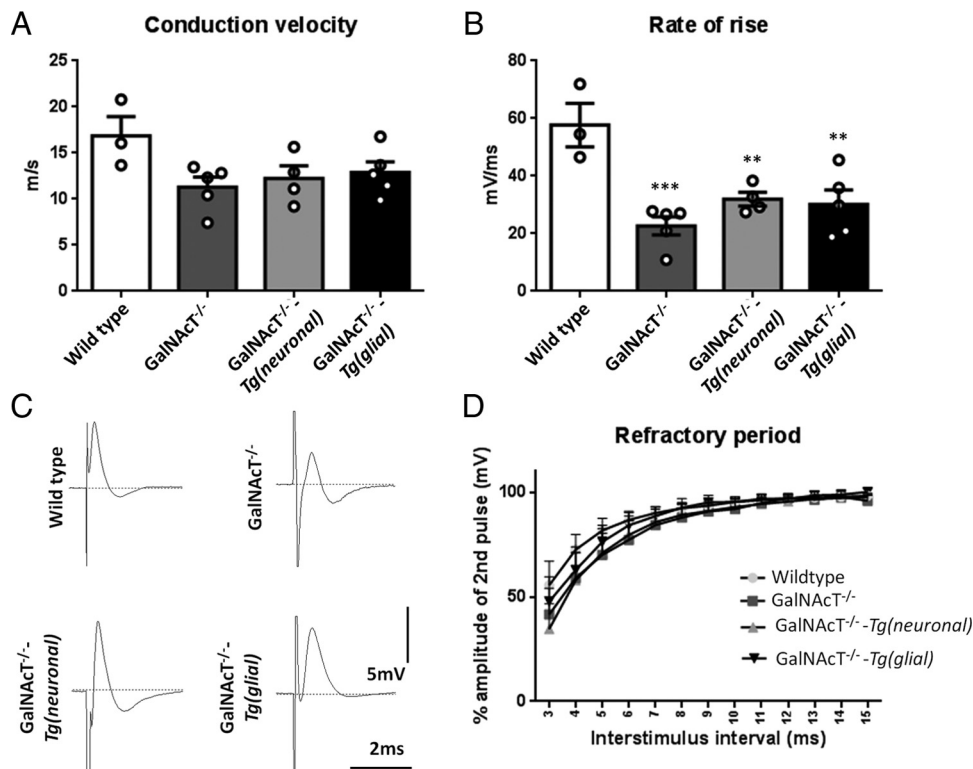 A
Conduction velocity
25
20
15
10
5
0
m/s
Wild type
GalNAcT-/-
GalNAcT-/--
Tg(neuronal)
GalNAcT-/--
Tg(glial)
B
Rate of rise
80
60
40
20
0
mV/ms
***
**
**
Wild type
GalNAcT-/-
GalNAcT-/--
Tg(neuronal)
GalNAcT-/--
Tg(glial)
C
Wild type
GalNAcT-/-
GalNAcT-/--
Tg(neuronal)
GalNAcT-/--
Tg(glial)
5mV
2ms
D
Refractory period
% amplitude of 2nd pulse (mV)
100
50
0
Wildtype
GalNAcT-/-
GalNAcT-/--Tg(neuronal)
GalNAcT-/--Tg(glial)
3 4 5 6 7 8 9 10 11 12 13 14 15
Interstimulus interval (ms)